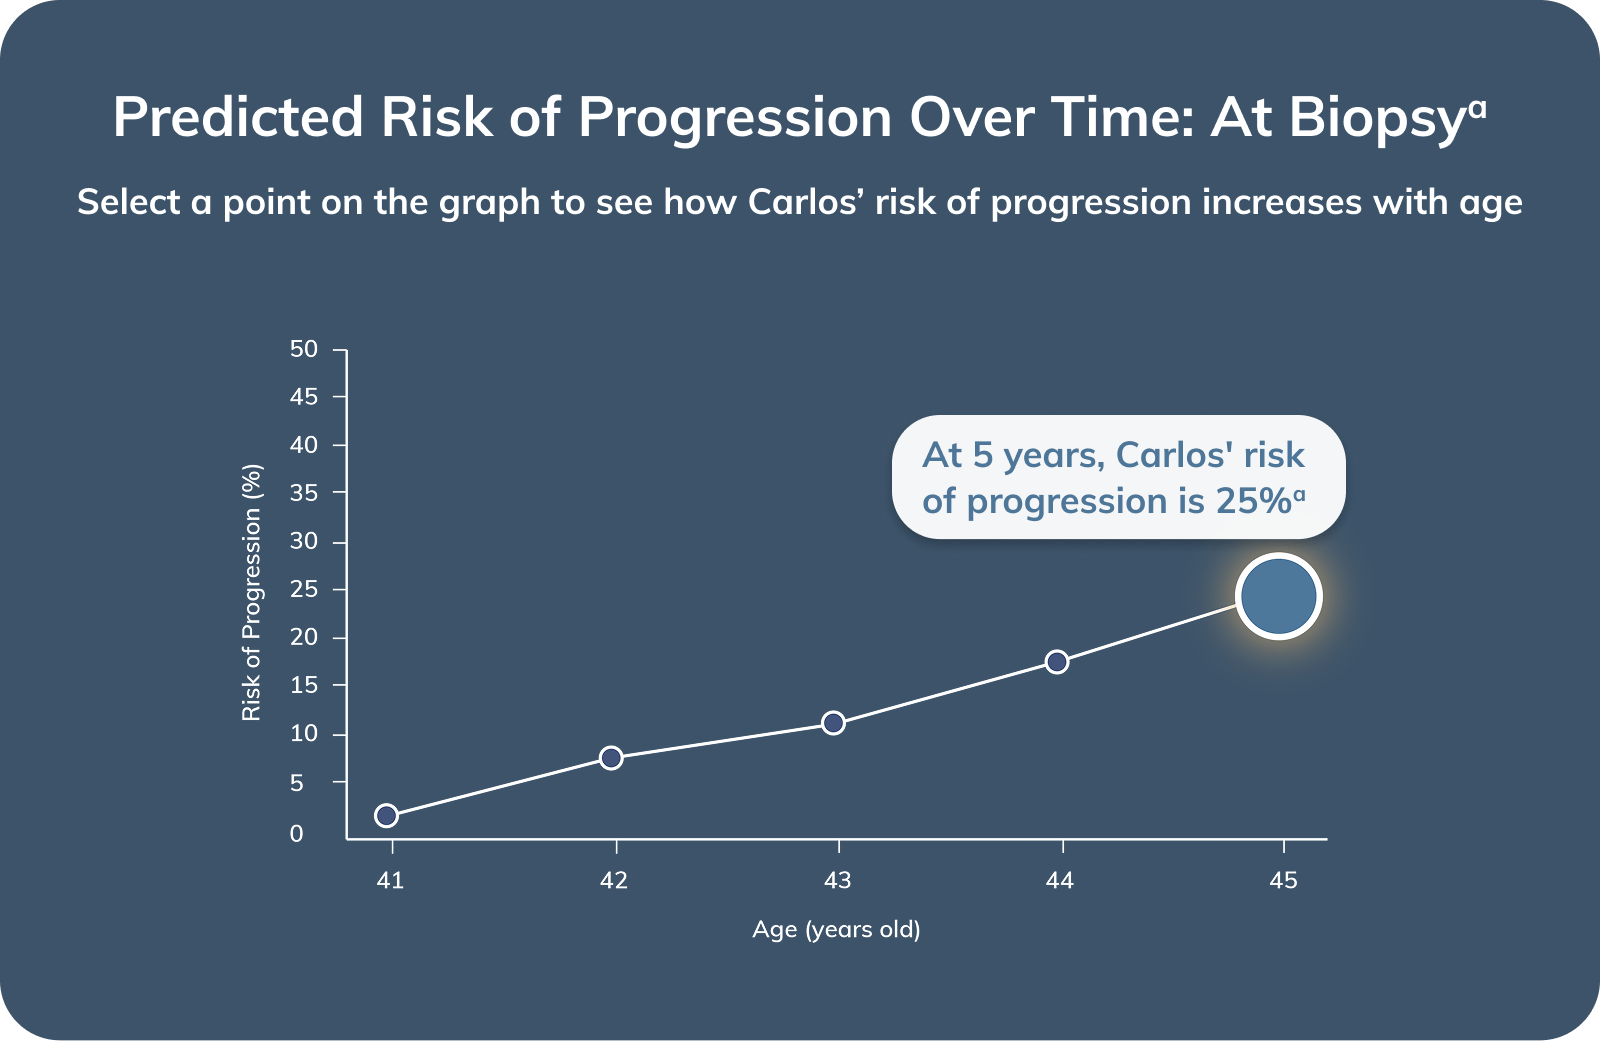 Predicted Risk of Progression Over Time: At Biopsyᵃ
Select a point on the graph to see how Carlos’ risk of progression increases with age
50
45
40
35
30
25
20
15
10
5
0
Risk of Progression (%)
At 5 years, Carlos' risk
of progression is 25%ᵃ
41
42
43
44
45
Age (years old)